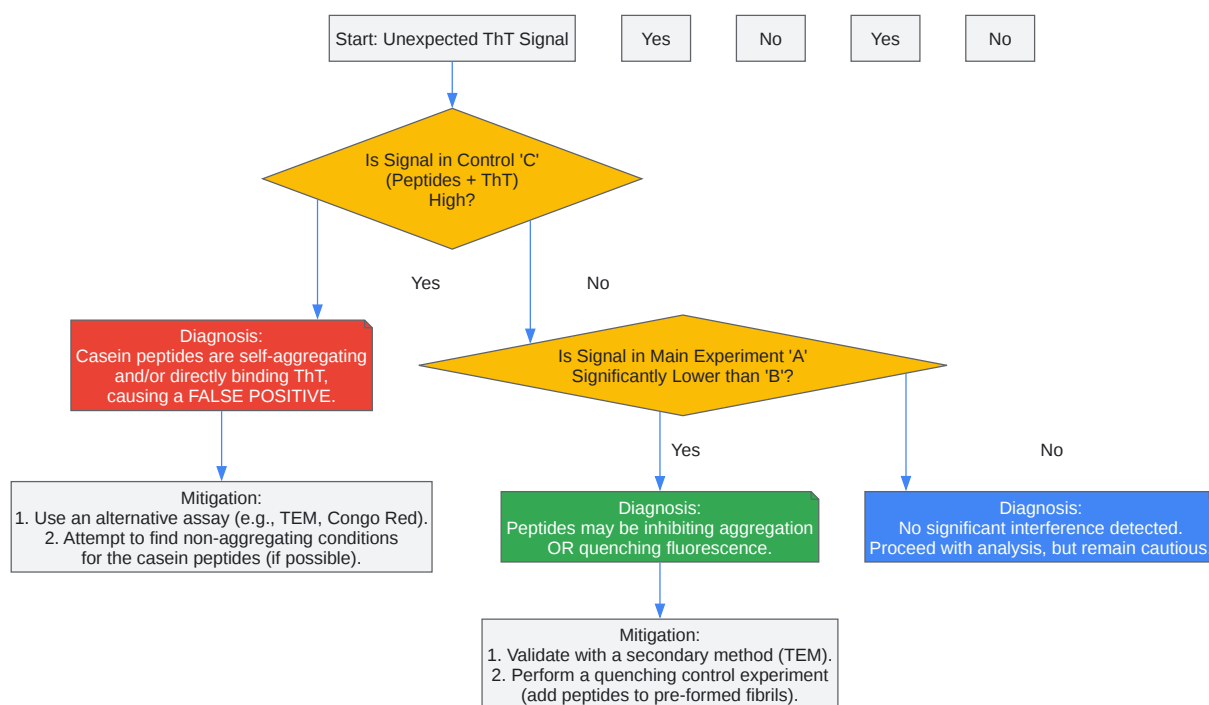 Start: Unexpected ThT Signal
Yes
No
Yes
No
Is Signal in Control 'C'
(Peptides + ThT)
High?
Yes
No
Diagnosis:
Casein peptides are self-aggregating
and/or directly binding ThT,
causing a FALSE POSITIVE.
Is Signal in Main Experiment 'A'
Significantly Lower than 'B'?
Yes
No
Mitigation:
1. Use an alternative assay (e.g., TEM, Congo Red).
2. Attempt to find non-aggregating conditions
for the casein peptides (if possible).
Diagnosis:
Peptides may be inhibiting aggregation
OR quenching fluorescence.
Diagnosis:
No significant interference detected.
Proceed with analysis, but remain cautious
Mitigation:
1. Validate with a secondary method (TEM).
2. Perform a quenching control experiment
(add peptides to pre-formed fibrils).